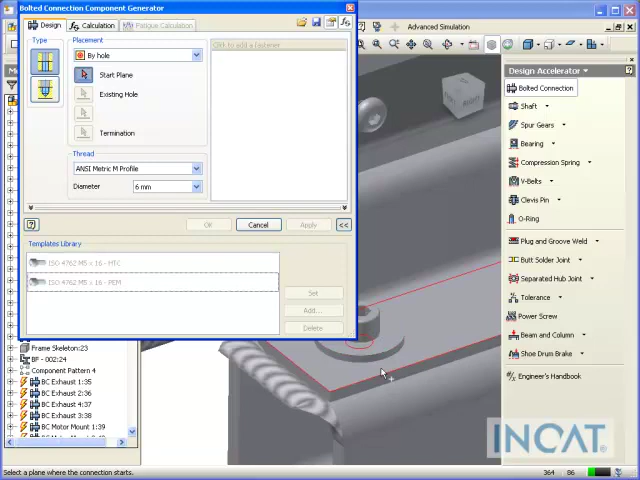 Bolted Connection Component Generator
Design
Calculation
Fatigue Calculation
Advanced Simulation
Type
Placement
By hole
Start Plane
Existing Hole
Termination
Thread
ANSI Metric M Profile
Diameter
6 mm
Click to add a fastener
OK
Cancel
Apply
<<
Templates Library
ISO 4762 M5 x 16 - HTC
ISO 4762 M5 x 16 - PEM
Set
Add...
Delete
Frame Skeleton:23
BF - 002:24
Component Pattern 4
BC Exhaust 1:35
BC Exhaust 2:36
BC Exhaust 4:37
BC Exhaust 3:38
BC Motor Mount 1:39
Design Accelerator
Bolted Connection
Shaft
Spur Gears
Bearing
Compression Spring
V-Belts
Clevis Pin
O-Ring
Plug and Groove Weld
Butt Solder Joint
Separated Hub Joint
Tolerance
Power Screw
Beam and Column
Shoe Drum Brake
Engineer's Handbook
INCAT
Select a plane where the connection starts.
364
86